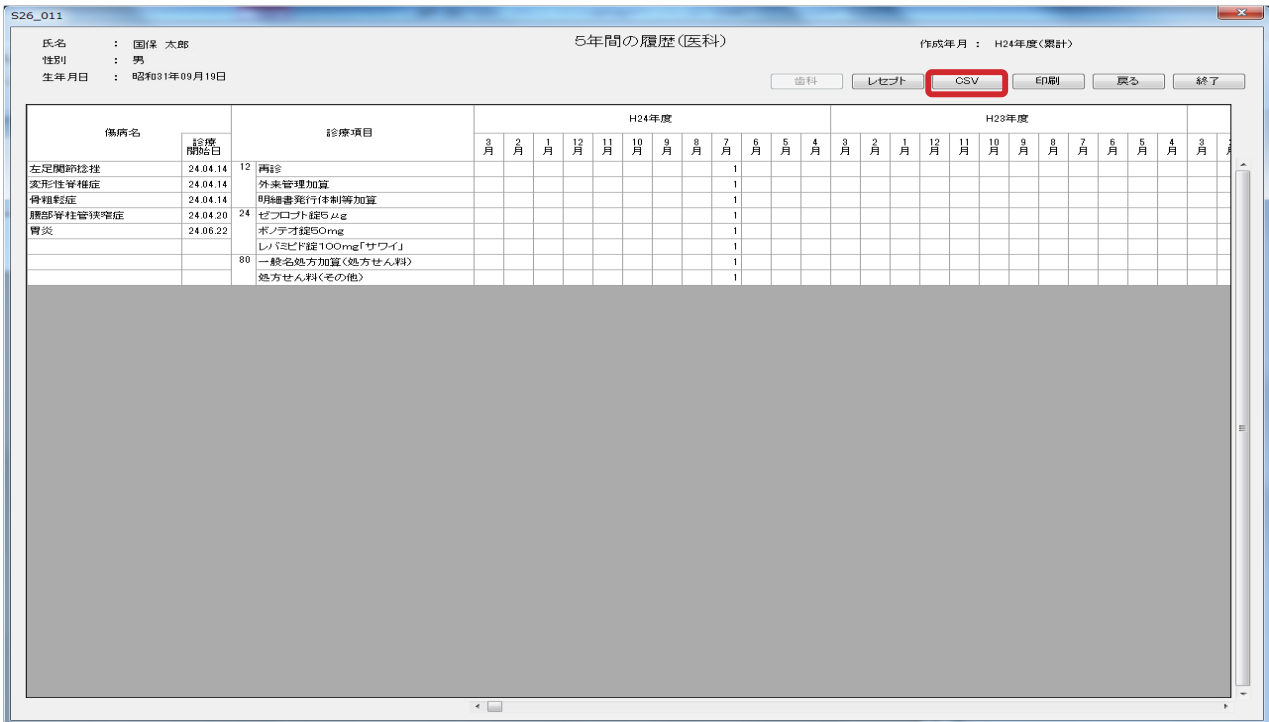 S26_011
氏名 : 国保 太郎 5年間の履歴(医科) 作成年月 : H24年度(累計)
性別 : 男
生年月日 : 昭和31年09月19日
歯科 レセプト CSV 印刷 戻る 終了
傷病名 診療開始日 診療項目 H24年度 H23年度
3月 2月 1月 12月 11月 10月 9月 8月 7月 6月 5月 4月 3月 2月 1月 12月 11月 10月 9月 8月 7月 6月 5月 4月 3月
左足関節捻挫 24.04.14 12 再診 1
変形性脊椎症 24.04.14 外来管理加算 1
骨粗鬆症 24.04.14 明細書発行体制等加算 1
腰部脊柱管狭窄症 24.04.20 24 ゼフロプト錠5μg 1
胃炎 24.06.22 ボノテオ錠50mg 1
レバミピド錠100mg「サワイ」 1
80 一般名処方加算(処方せん料) 1
処方せん料(その他) 1